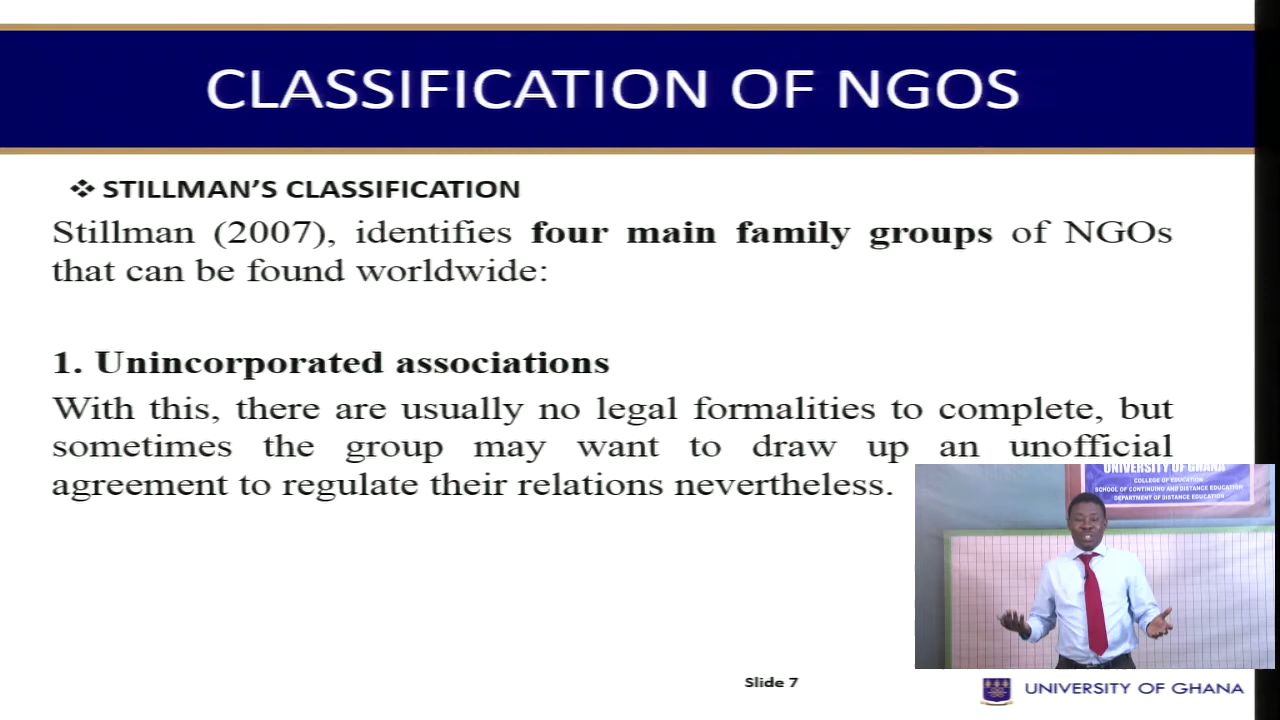 CLASSIFICATION OF NGOS
❖ STILLMAN'S CLASSIFICATION
Stillman (2007), identifies four main family groups of NGOs
that can be found worldwide:
1. Unincorporated associations
With this, there are usually no legal formalities to complete, but
sometimes the group may want to draw up an unofficial
agreement to regulate their relations nevertheless.
UNIVERSITY OF GHANA
COLLEGE OF EDUCATION
SCHOOL OF CONTINUING AND DISTANCE EDUCATION
DEPARTMENT OF DISTANCE EDUCATION
Slide 7
UNIVERSITY OF GHANA